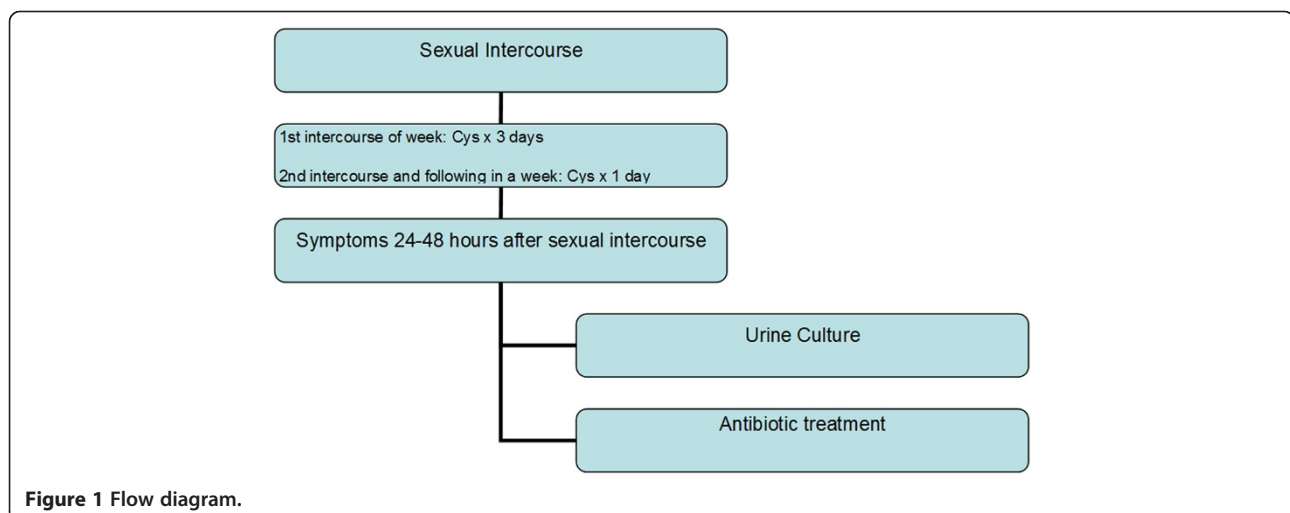 Sexual Intercourse
1st intercourse of week: Cys x 3 days
2nd intercourse and following in a week: Cys x 1 day
Symptoms 24-48 hours after sexual intercourse
Urine Culture
Antibiotic treatment
Figure 1 Flow diagram.